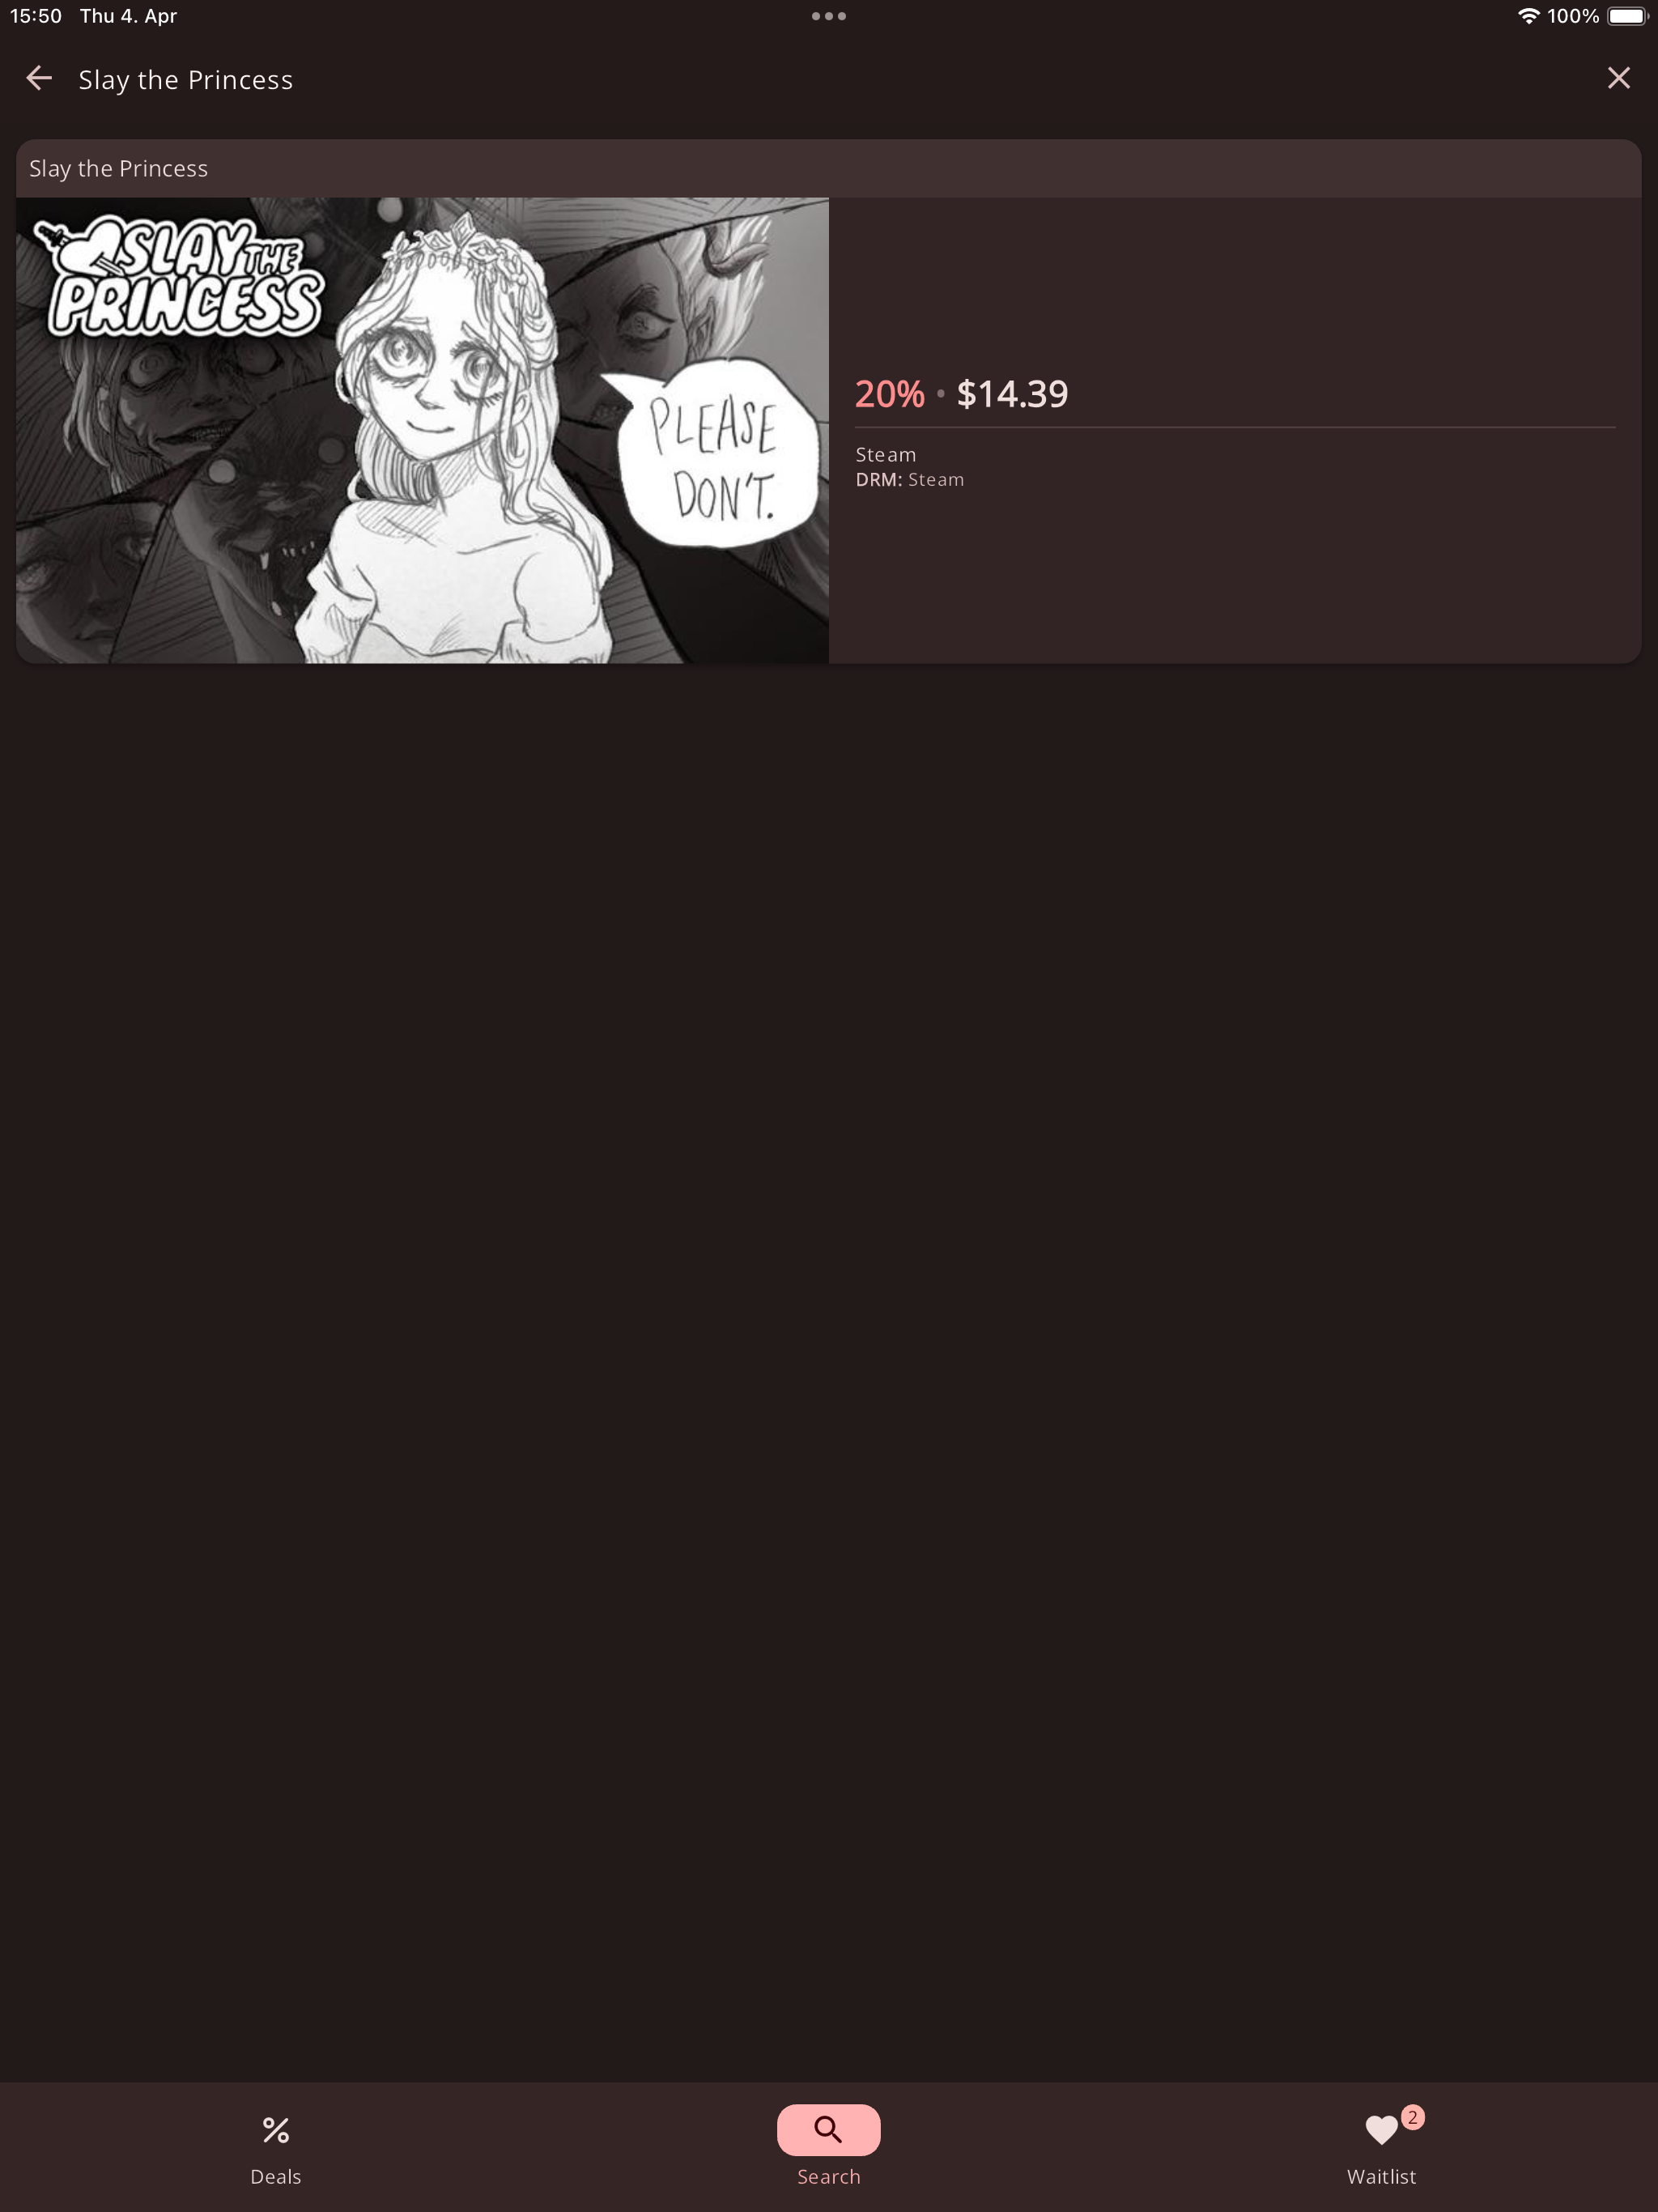 15:50 Thu 4. Apr
100%
Slay the Princess
Slay the Princess
SLAY THE
PRINCESS
PLEASE
DON'T.
20% • $14.39
Steam
DRM: Steam
2
Deals
Search
Waitlist